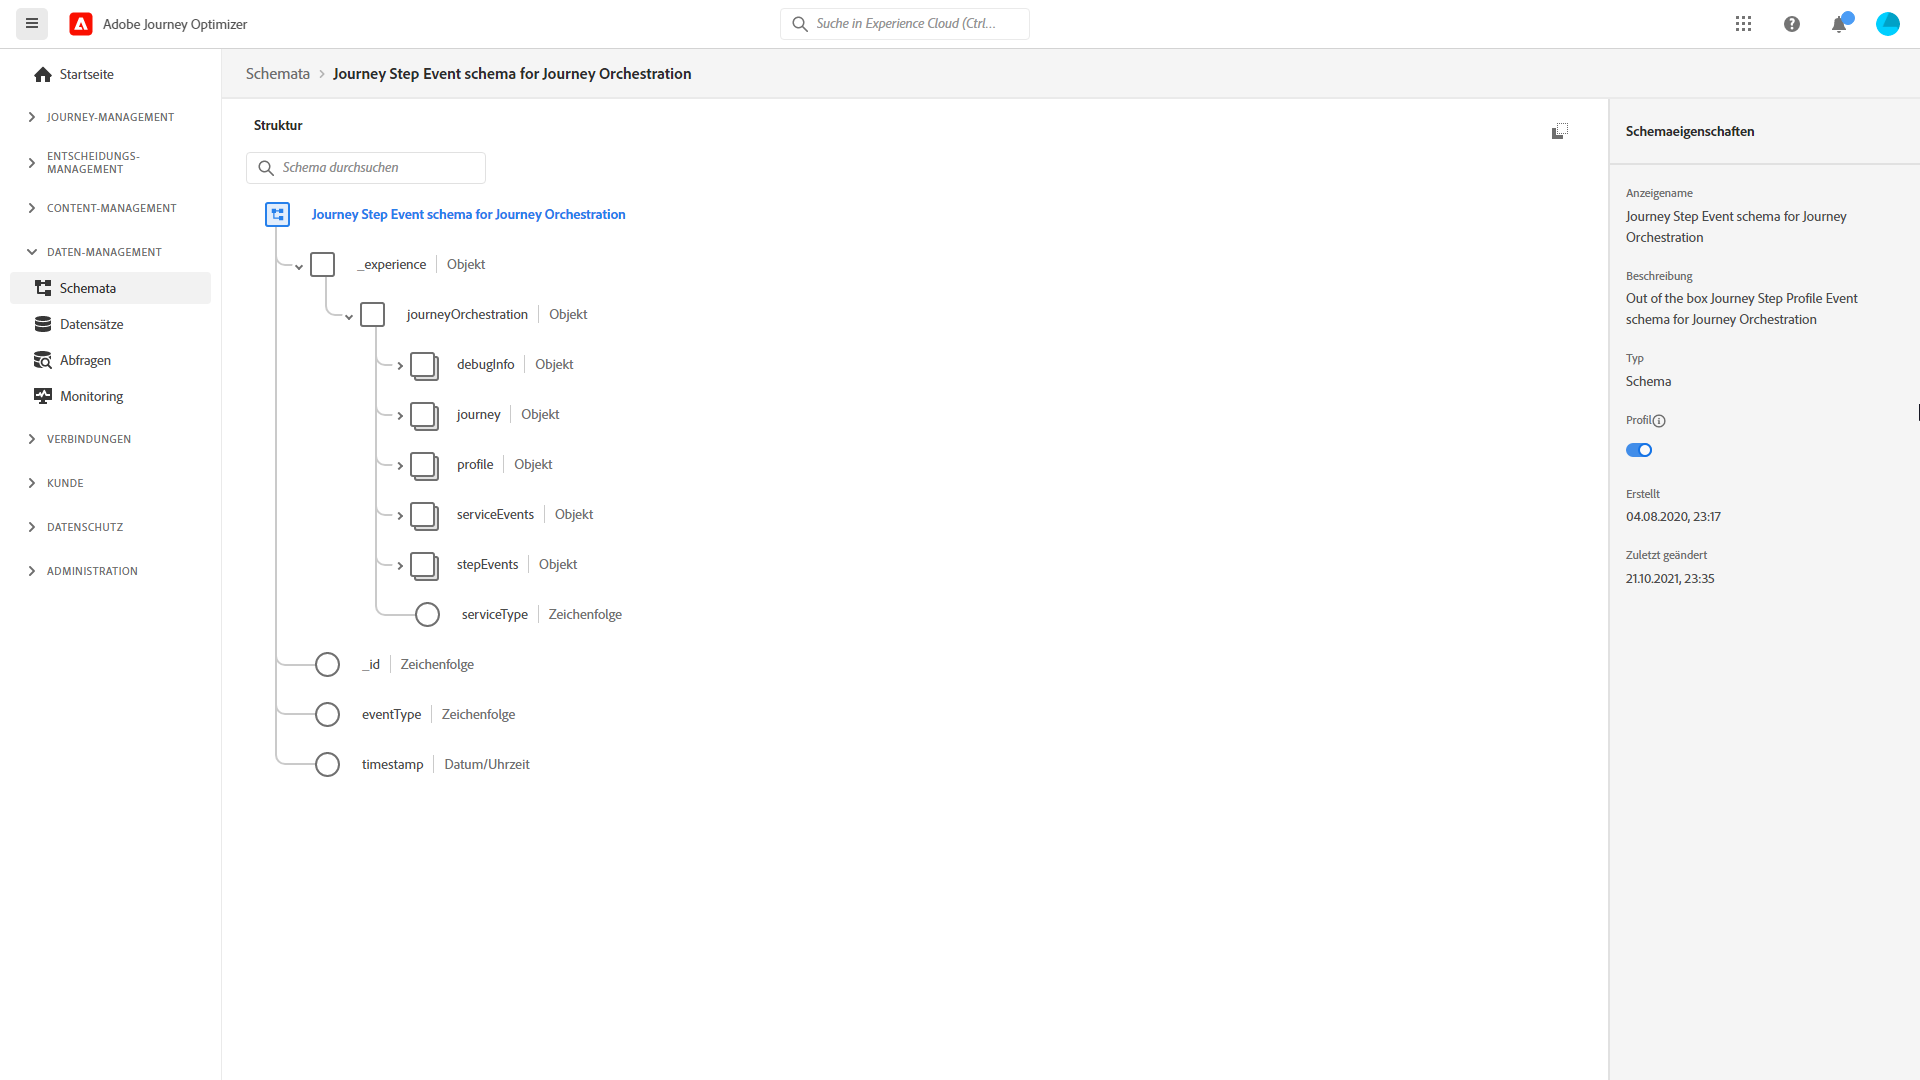 Adobe Journey Optimizer
Suche in Experience Cloud (Ctrl...
Startseite
JOURNEY-MANAGEMENT
ENTSCHEIDUNGS-
MANAGEMENT
CONTENT-MANAGEMENT
DATEN-MANAGEMENT
Schemata
Datensätze
Abfragen
Monitoring
VERBINDUNGEN
KUNDE
DATENSCHUTZ
ADMINISTRATION
Schemata > Journey Step Event schema for Journey Orchestration
Struktur
Schema durchsuchen
Journey Step Event schema for Journey Orchestration
_experience | Objekt
journeyOrchestration | Objekt
debugInfo | Objekt
journey | Objekt
profile | Objekt
serviceEvents | Objekt
stepEvents | Objekt
serviceType | Zeichenfolge
_id | Zeichenfolge
eventType | Zeichenfolge
timestamp | Datum/Uhrzeit
Schemaeigenschaften
Anzeigename
Journey Step Event schema for Journey
Orchestration
Beschreibung
Out of the box Journey Step Profile Event
schema for Journey Orchestration
Typ
Schema
Profil
Erstellt
04.08.2020, 23:17
Zuletzt geändert
21.10.2021, 23:35